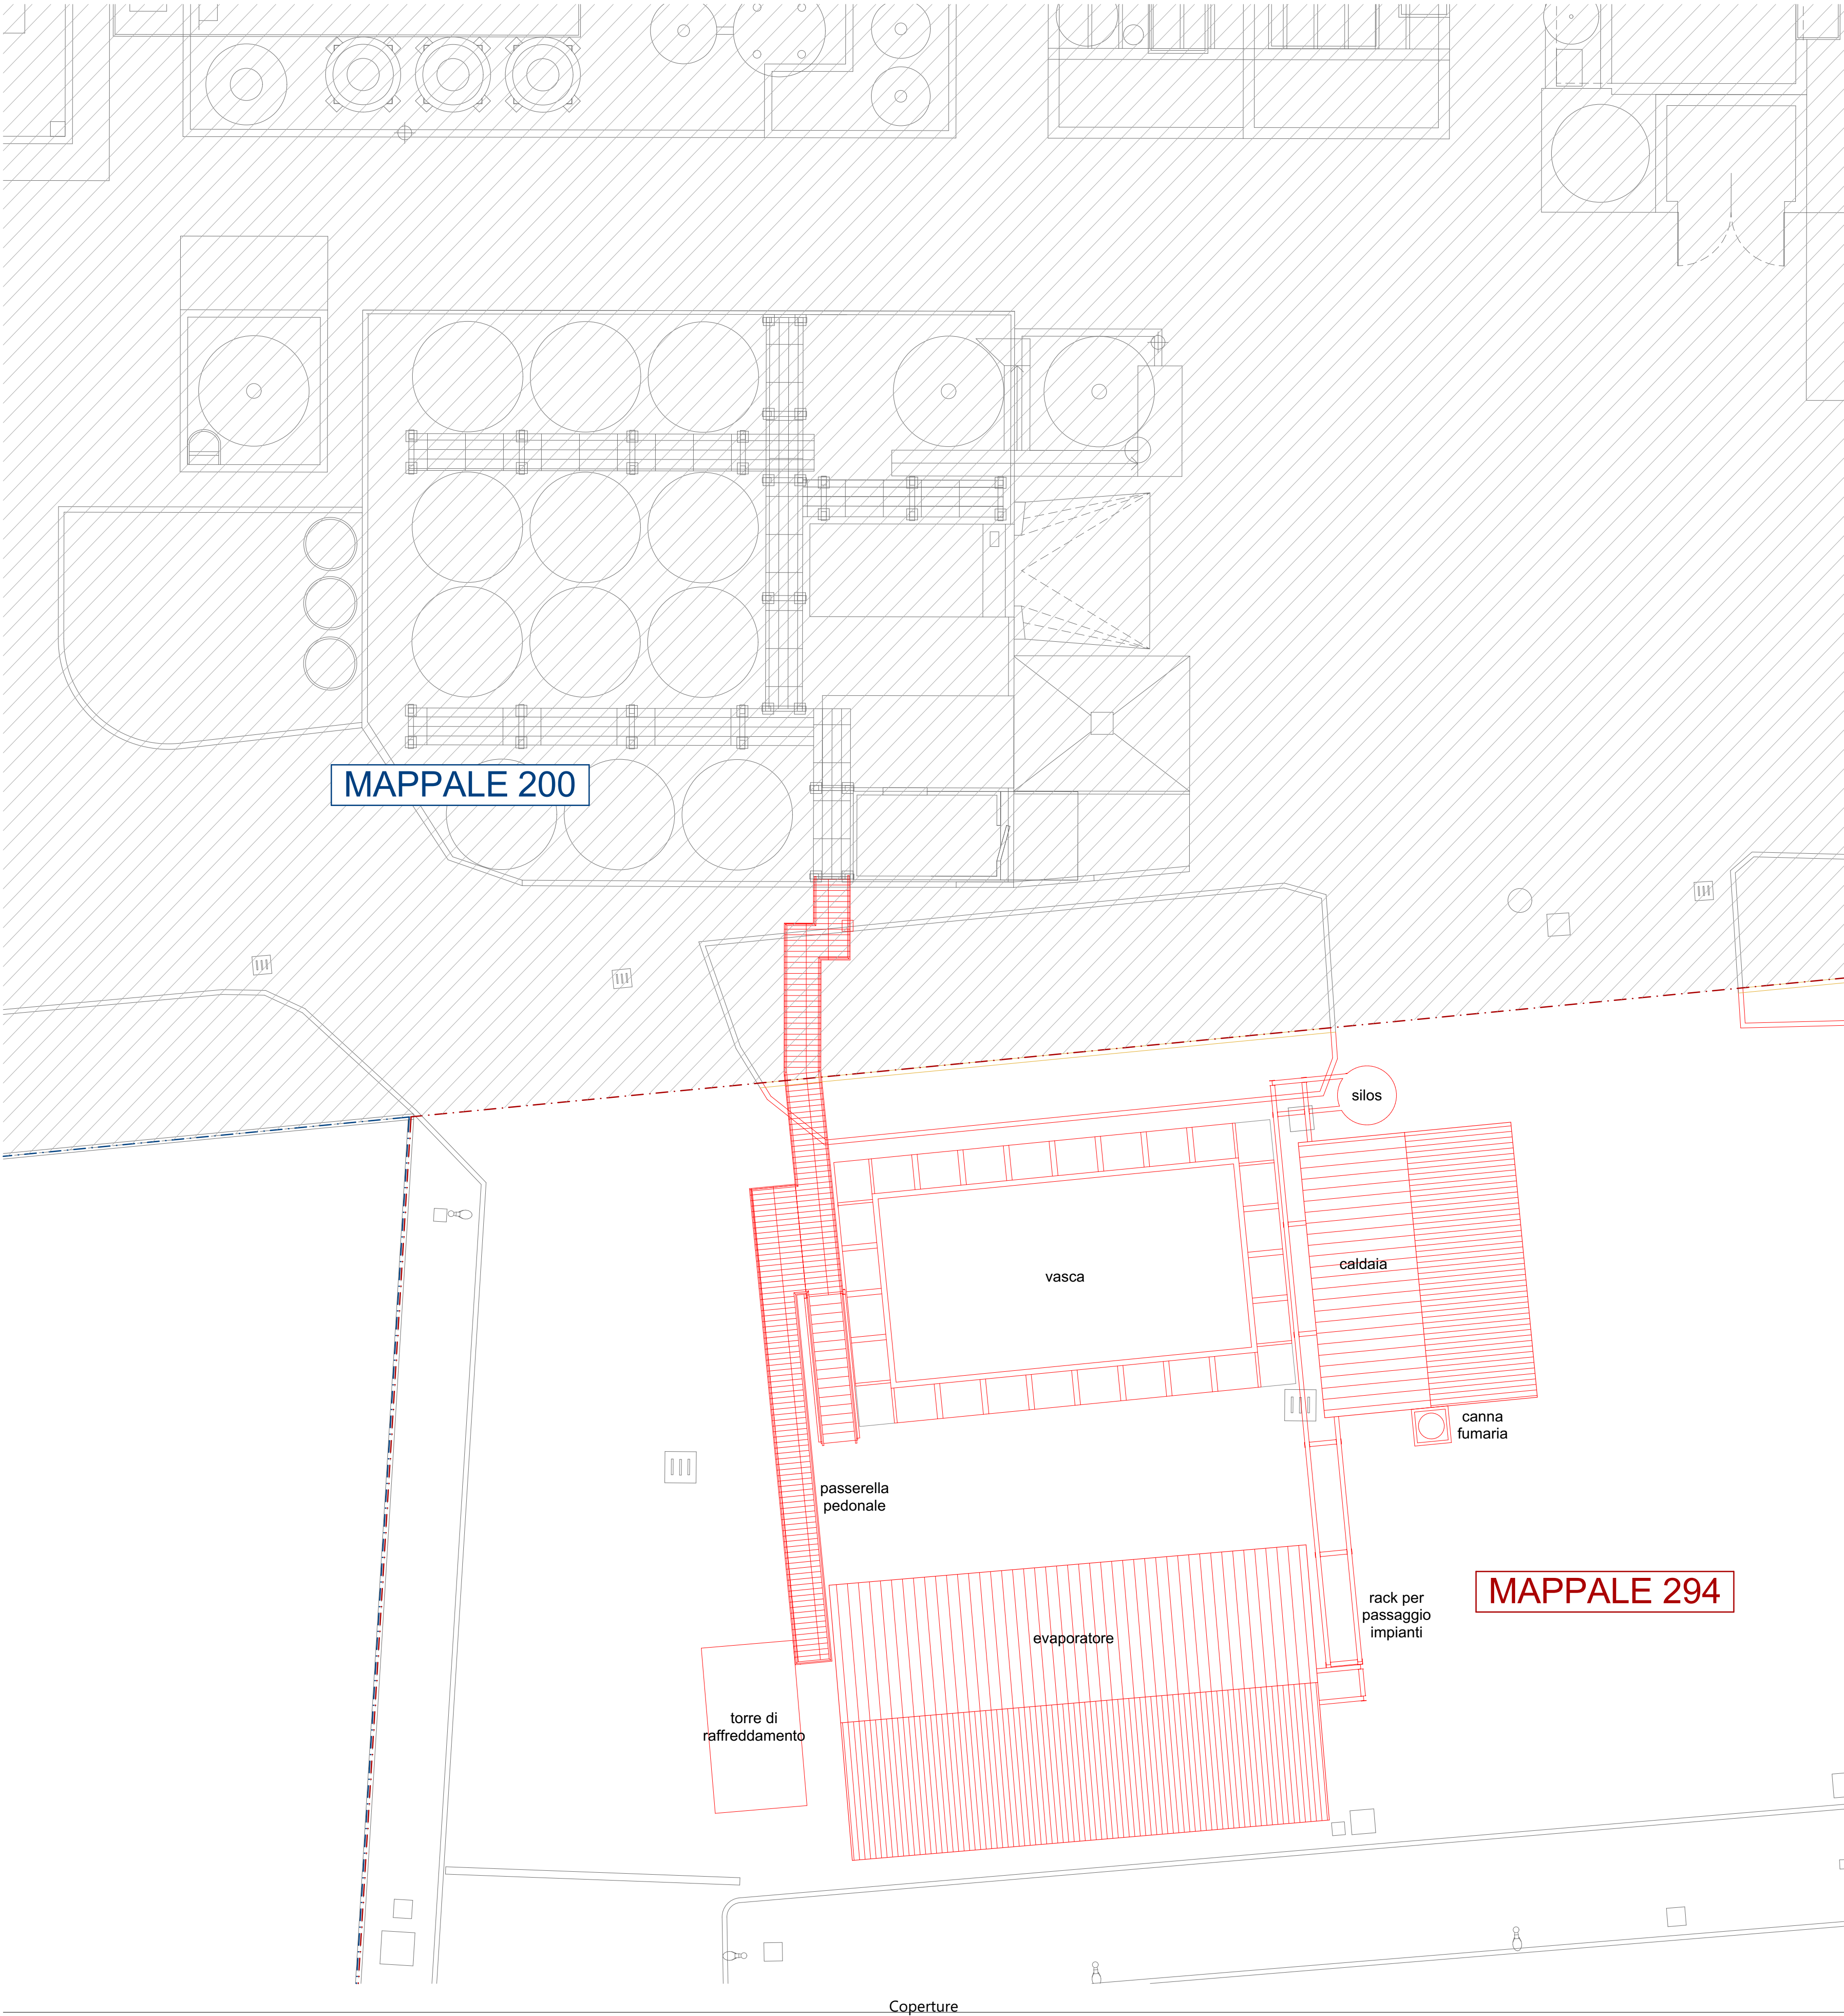 MAPPALE 200
silos
caldaia
vasca
canna
fumaria
passerella
pedonale
MAPPALE 294
rack per
passaggio
impianti
evaporatore
torre di
raffreddamento
Coperture